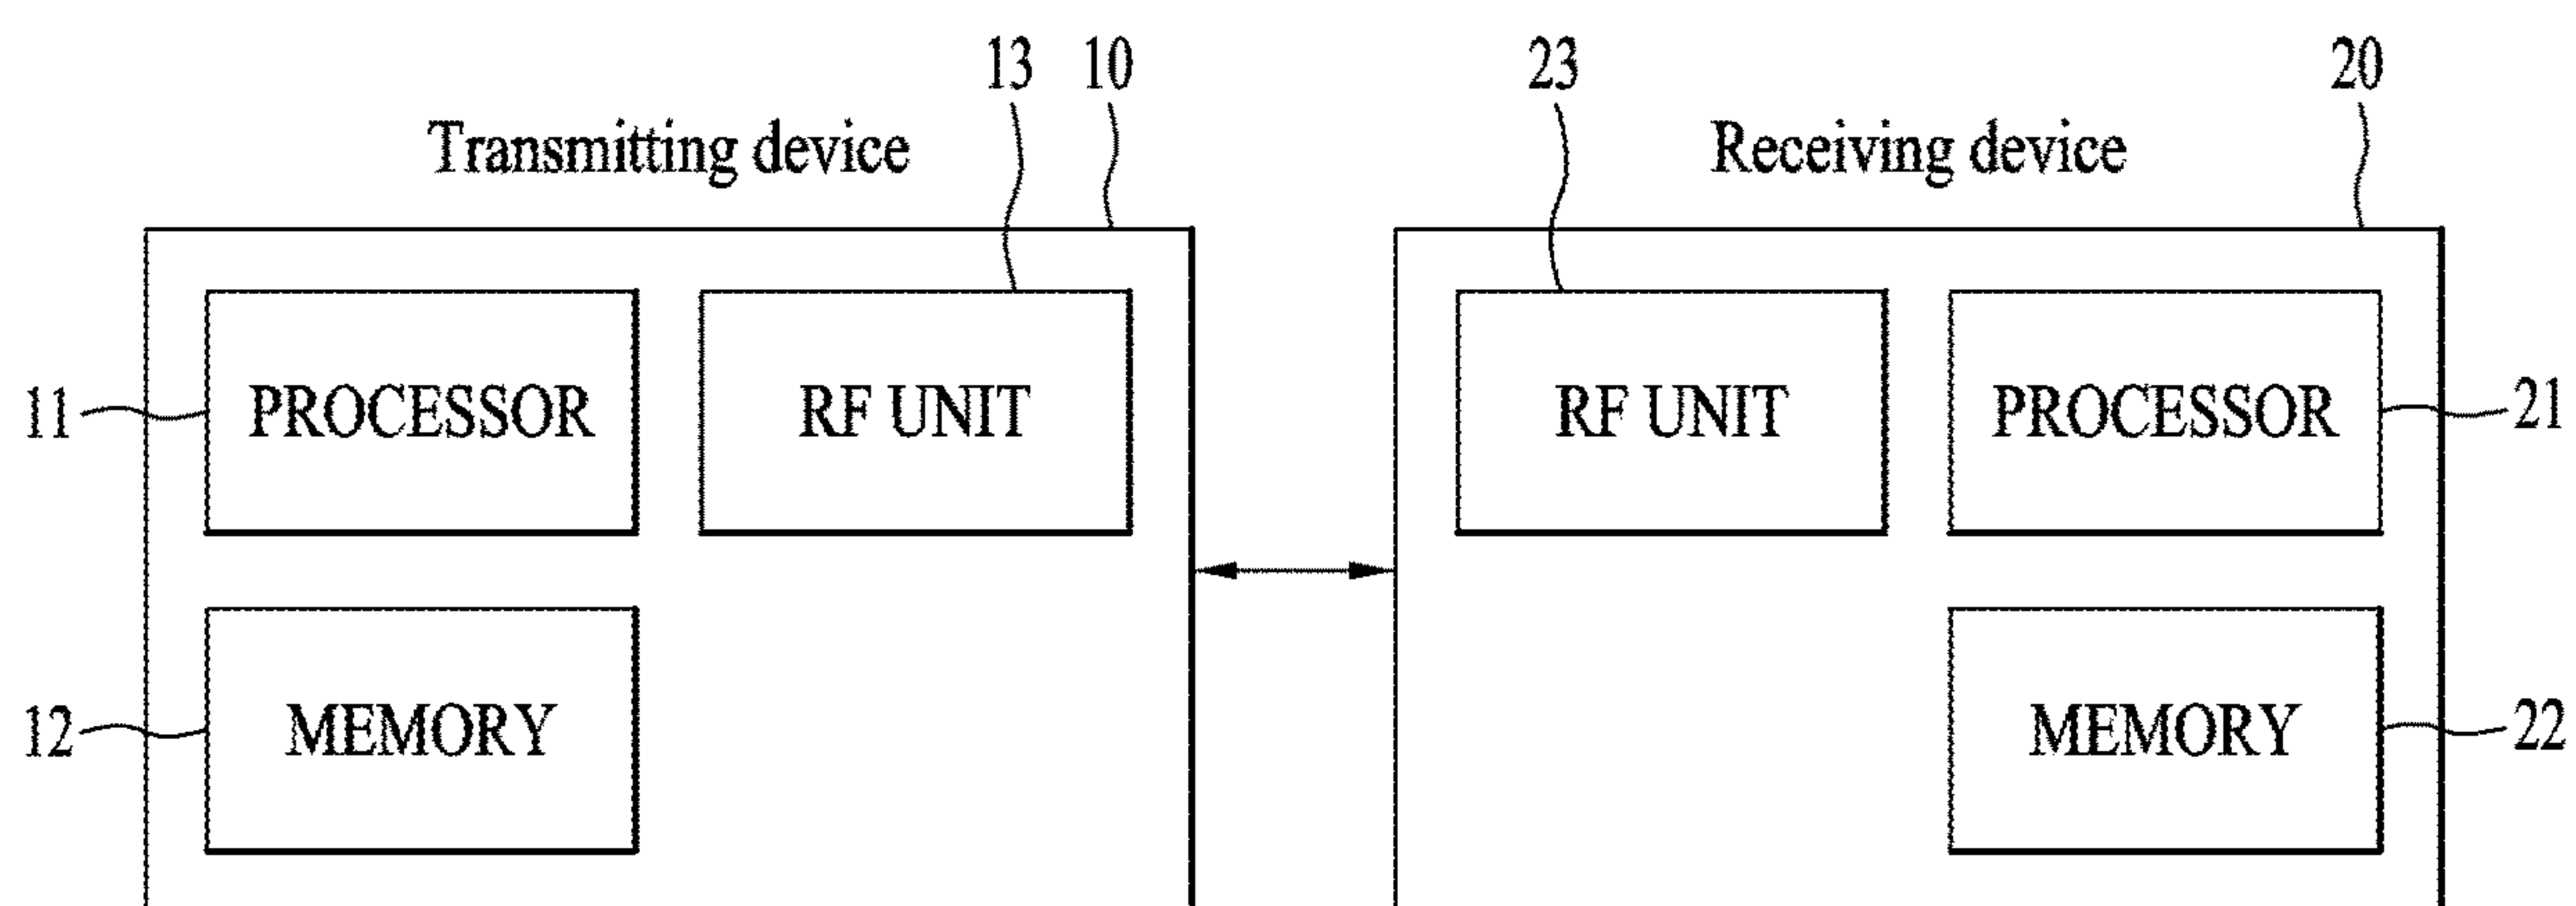 13 10 23 20
Transmitting device Receiving device
11 PROCESSOR RF UNIT RF UNIT PROCESSOR 21
12 MEMORY MEMORY 22